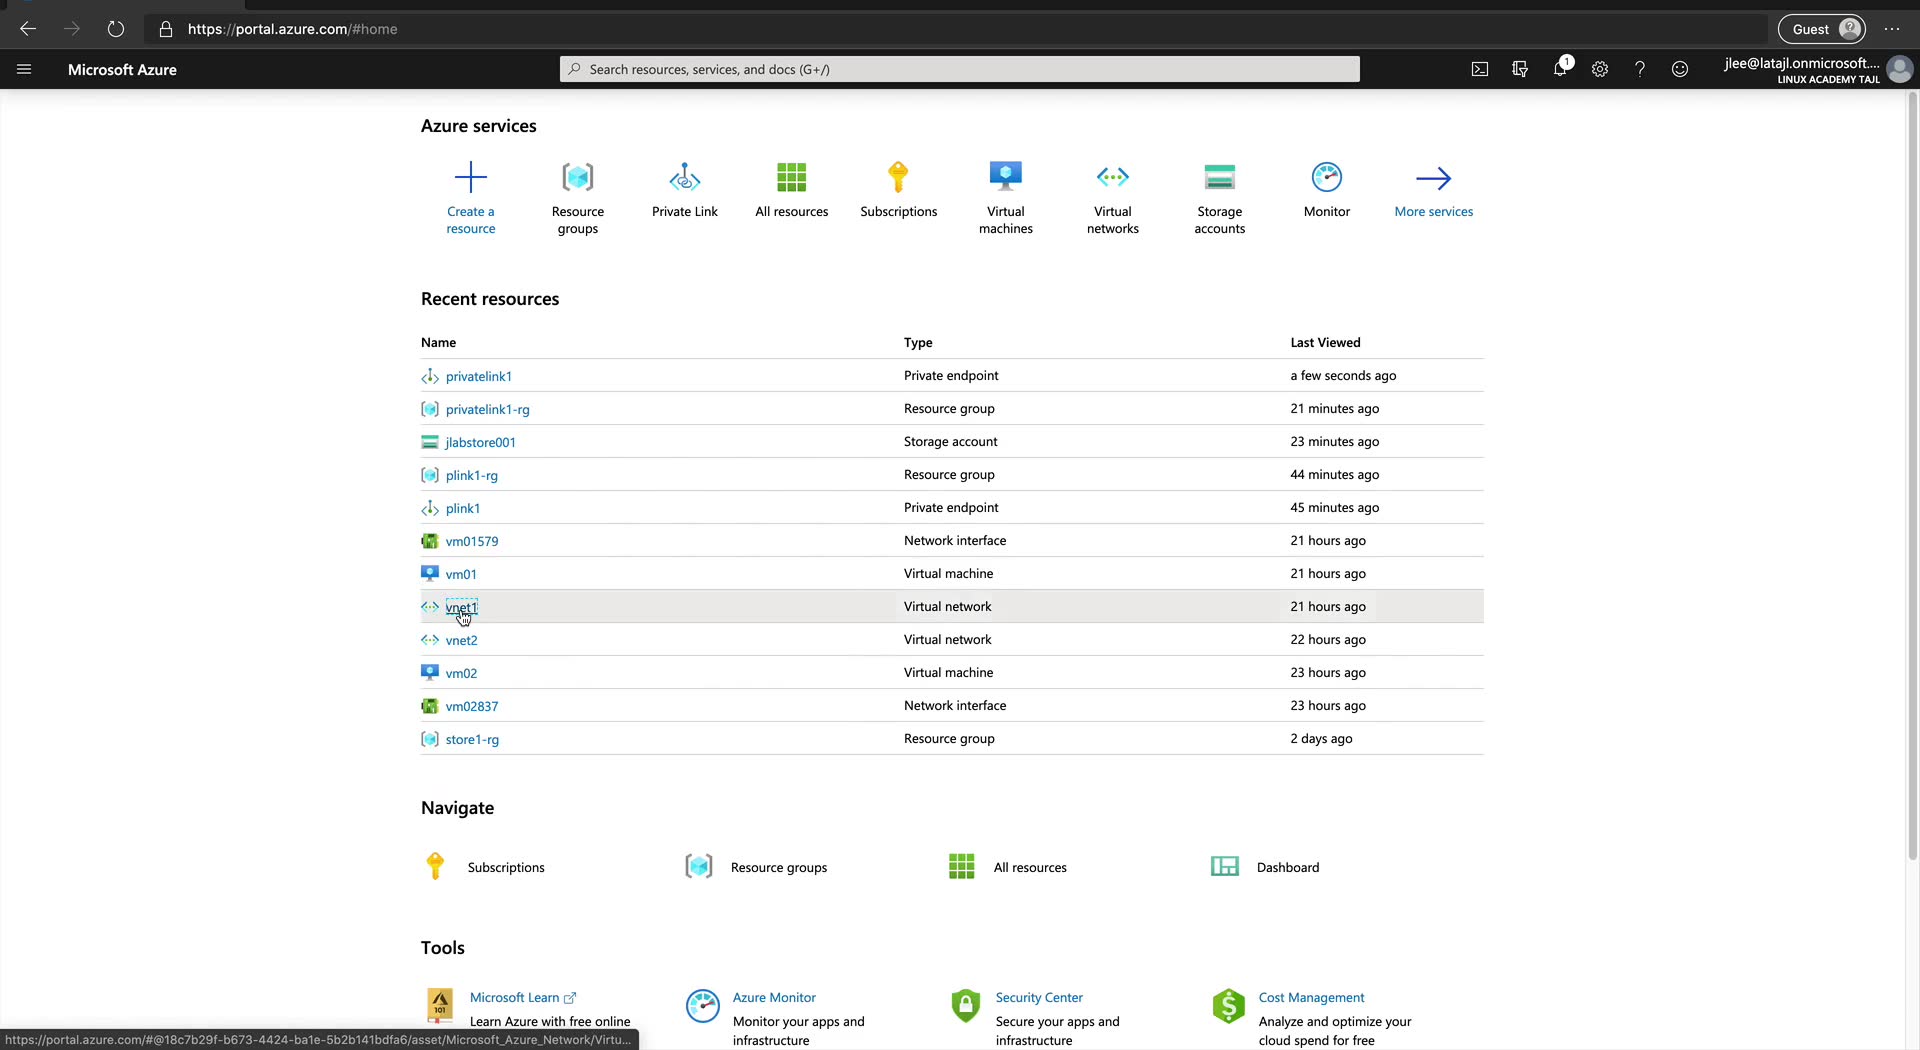 https://portal.azure.com/#home
Guest
Microsoft Azure
Search resources, services, and docs (G+/)
1
jlee@latajl.onmicrosoft....
LINUX ACADEMY TAJL
Azure services
Create a resource
Resource groups
Private Link
All resources
Subscriptions
Virtual machines
Virtual networks
Storage accounts
Monitor
More services
Recent resources
Name Type Last Viewed
privatelink1 Private endpoint a few seconds ago
privatelink1-rg Resource group 21 minutes ago
jlabstore001 Storage account 23 minutes ago
plink1-rg Resource group 44 minutes ago
plink1 Private endpoint 45 minutes ago
vm01579 Network interface 21 hours ago
vm01 Virtual machine 21 hours ago
vnet1 Virtual network 21 hours ago
vnet2 Virtual network 22 hours ago
vm02 Virtual machine 23 hours ago
vm02837 Network interface 23 hours ago
store1-rg Resource group 2 days ago
Navigate
Subscriptions Resource groups All resources Dashboard
Tools
101
Microsoft Learn
Learn Azure with free online
Azure Monitor
Monitor your apps and
infrastructure
Security Center
Secure your apps and
infrastructure
Cost Management
Analyze and optimize your
cloud spend for free
https://portal.azure.com/#@18c7b29f-b673-4424-ba1e-5b2b141bdfa6/asset/Microsoft_Azure_Network/Virtu...